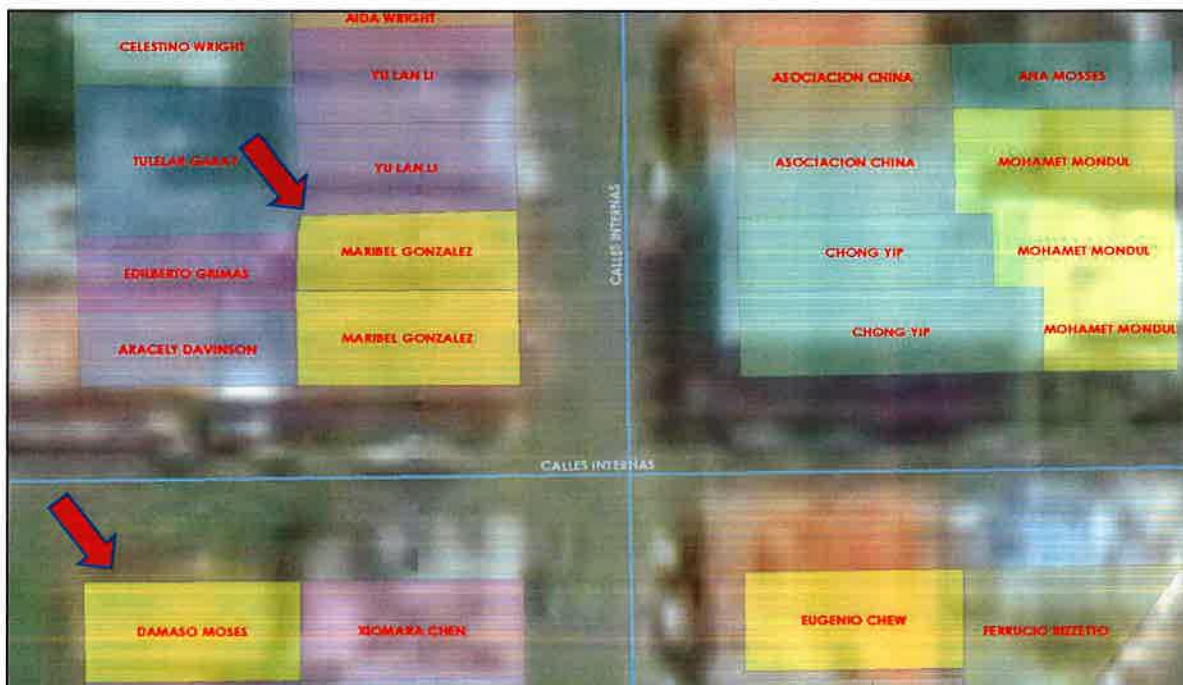 AIDA WRIGHT
CELESTINO WRIGHT
YU LAN LI
ASOCIACION CHINA
ANA MOSSES
TULELAR GARAY
YU LAN LI
ASOCIACION CHINA
MOHAMET MONDUL
CALLES INTERNAS
MARIBEL GONZALEZ
CHONG YIP
MOHAMET MONDUL
EDILBERTO GRIMAS
ARACELY DAVINSON
MARIBEL GONZALEZ
CHONG YIP
MOHAMET MONDUL
CALLES INTERNAS
DAMASO MOSES
XIOMARA CHEN
EUGENIO CHEW
FERRUCIO RIZZETTO